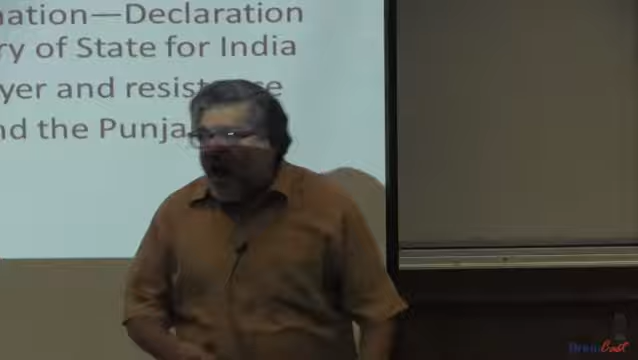 nation—Declaration
ry of State for India
yer and resist
nd the Punja